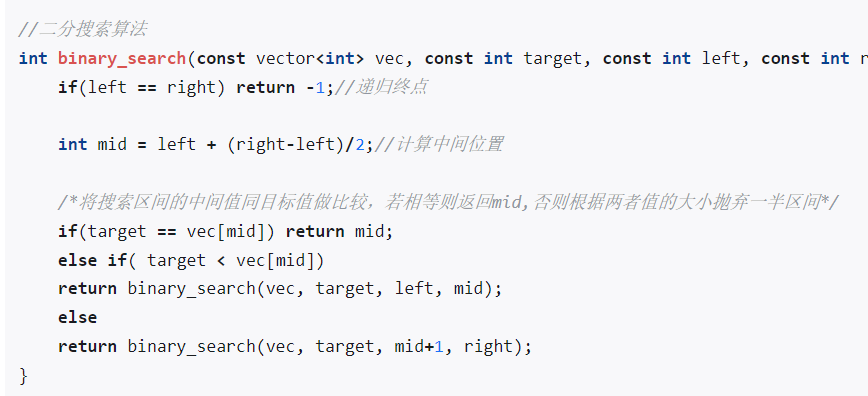 //二分搜索算法
int binary_search(const vector<int> vec, const int target, const int left, const int r
if(left == right) return -1;//递归终点
int mid = left + (right-left)/2;//计算中间位置
/*将搜索区间的中间值同目标值做比较，若相等则返回mid,否则根据两者值的大小抛弃一半区间*/
if(target == vec[mid]) return mid;
else if( target < vec[mid])
return binary_search(vec, target, left, mid);
else
return binary_search(vec, target, mid+1, right);
}